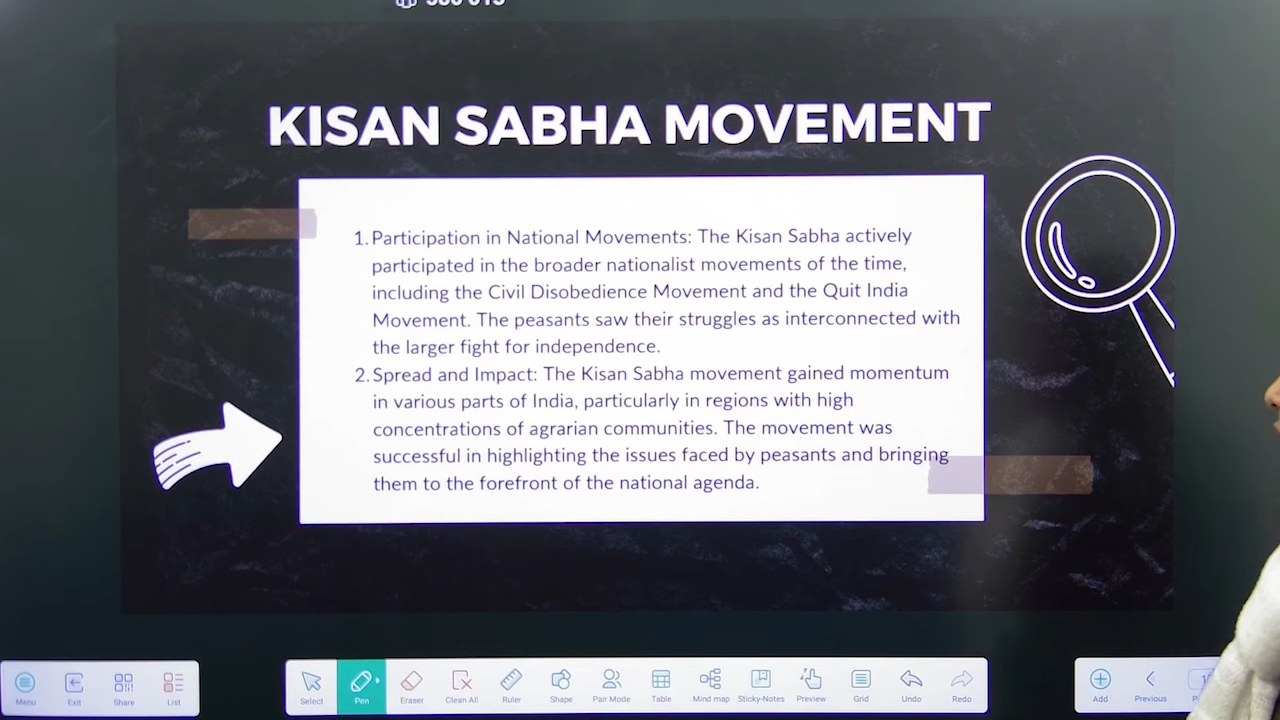 KISAN SABHA MOVEMENT
1. Participation in National Movements: The Kisan Sabha actively
participated in the broader nationalist movements of the time,
including the Civil Disobedience Movement and the Quit India
Movement. The peasants saw their struggles as interconnected with
the larger fight for independence.
2. Spread and Impact: The Kisan Sabha movement gained momentum
in various parts of India, particularly in regions with high
concentrations of agrarian communities. The movement was
successful in highlighting the issues faced by peasants and bringing
them to the forefront of the national agenda.
Menu Exit Share List Select Pen Eraser Clean All Ruler Shape Pair Mode Table Mind map Sticky-Notes Preview Grid Undo Redo Add Previous